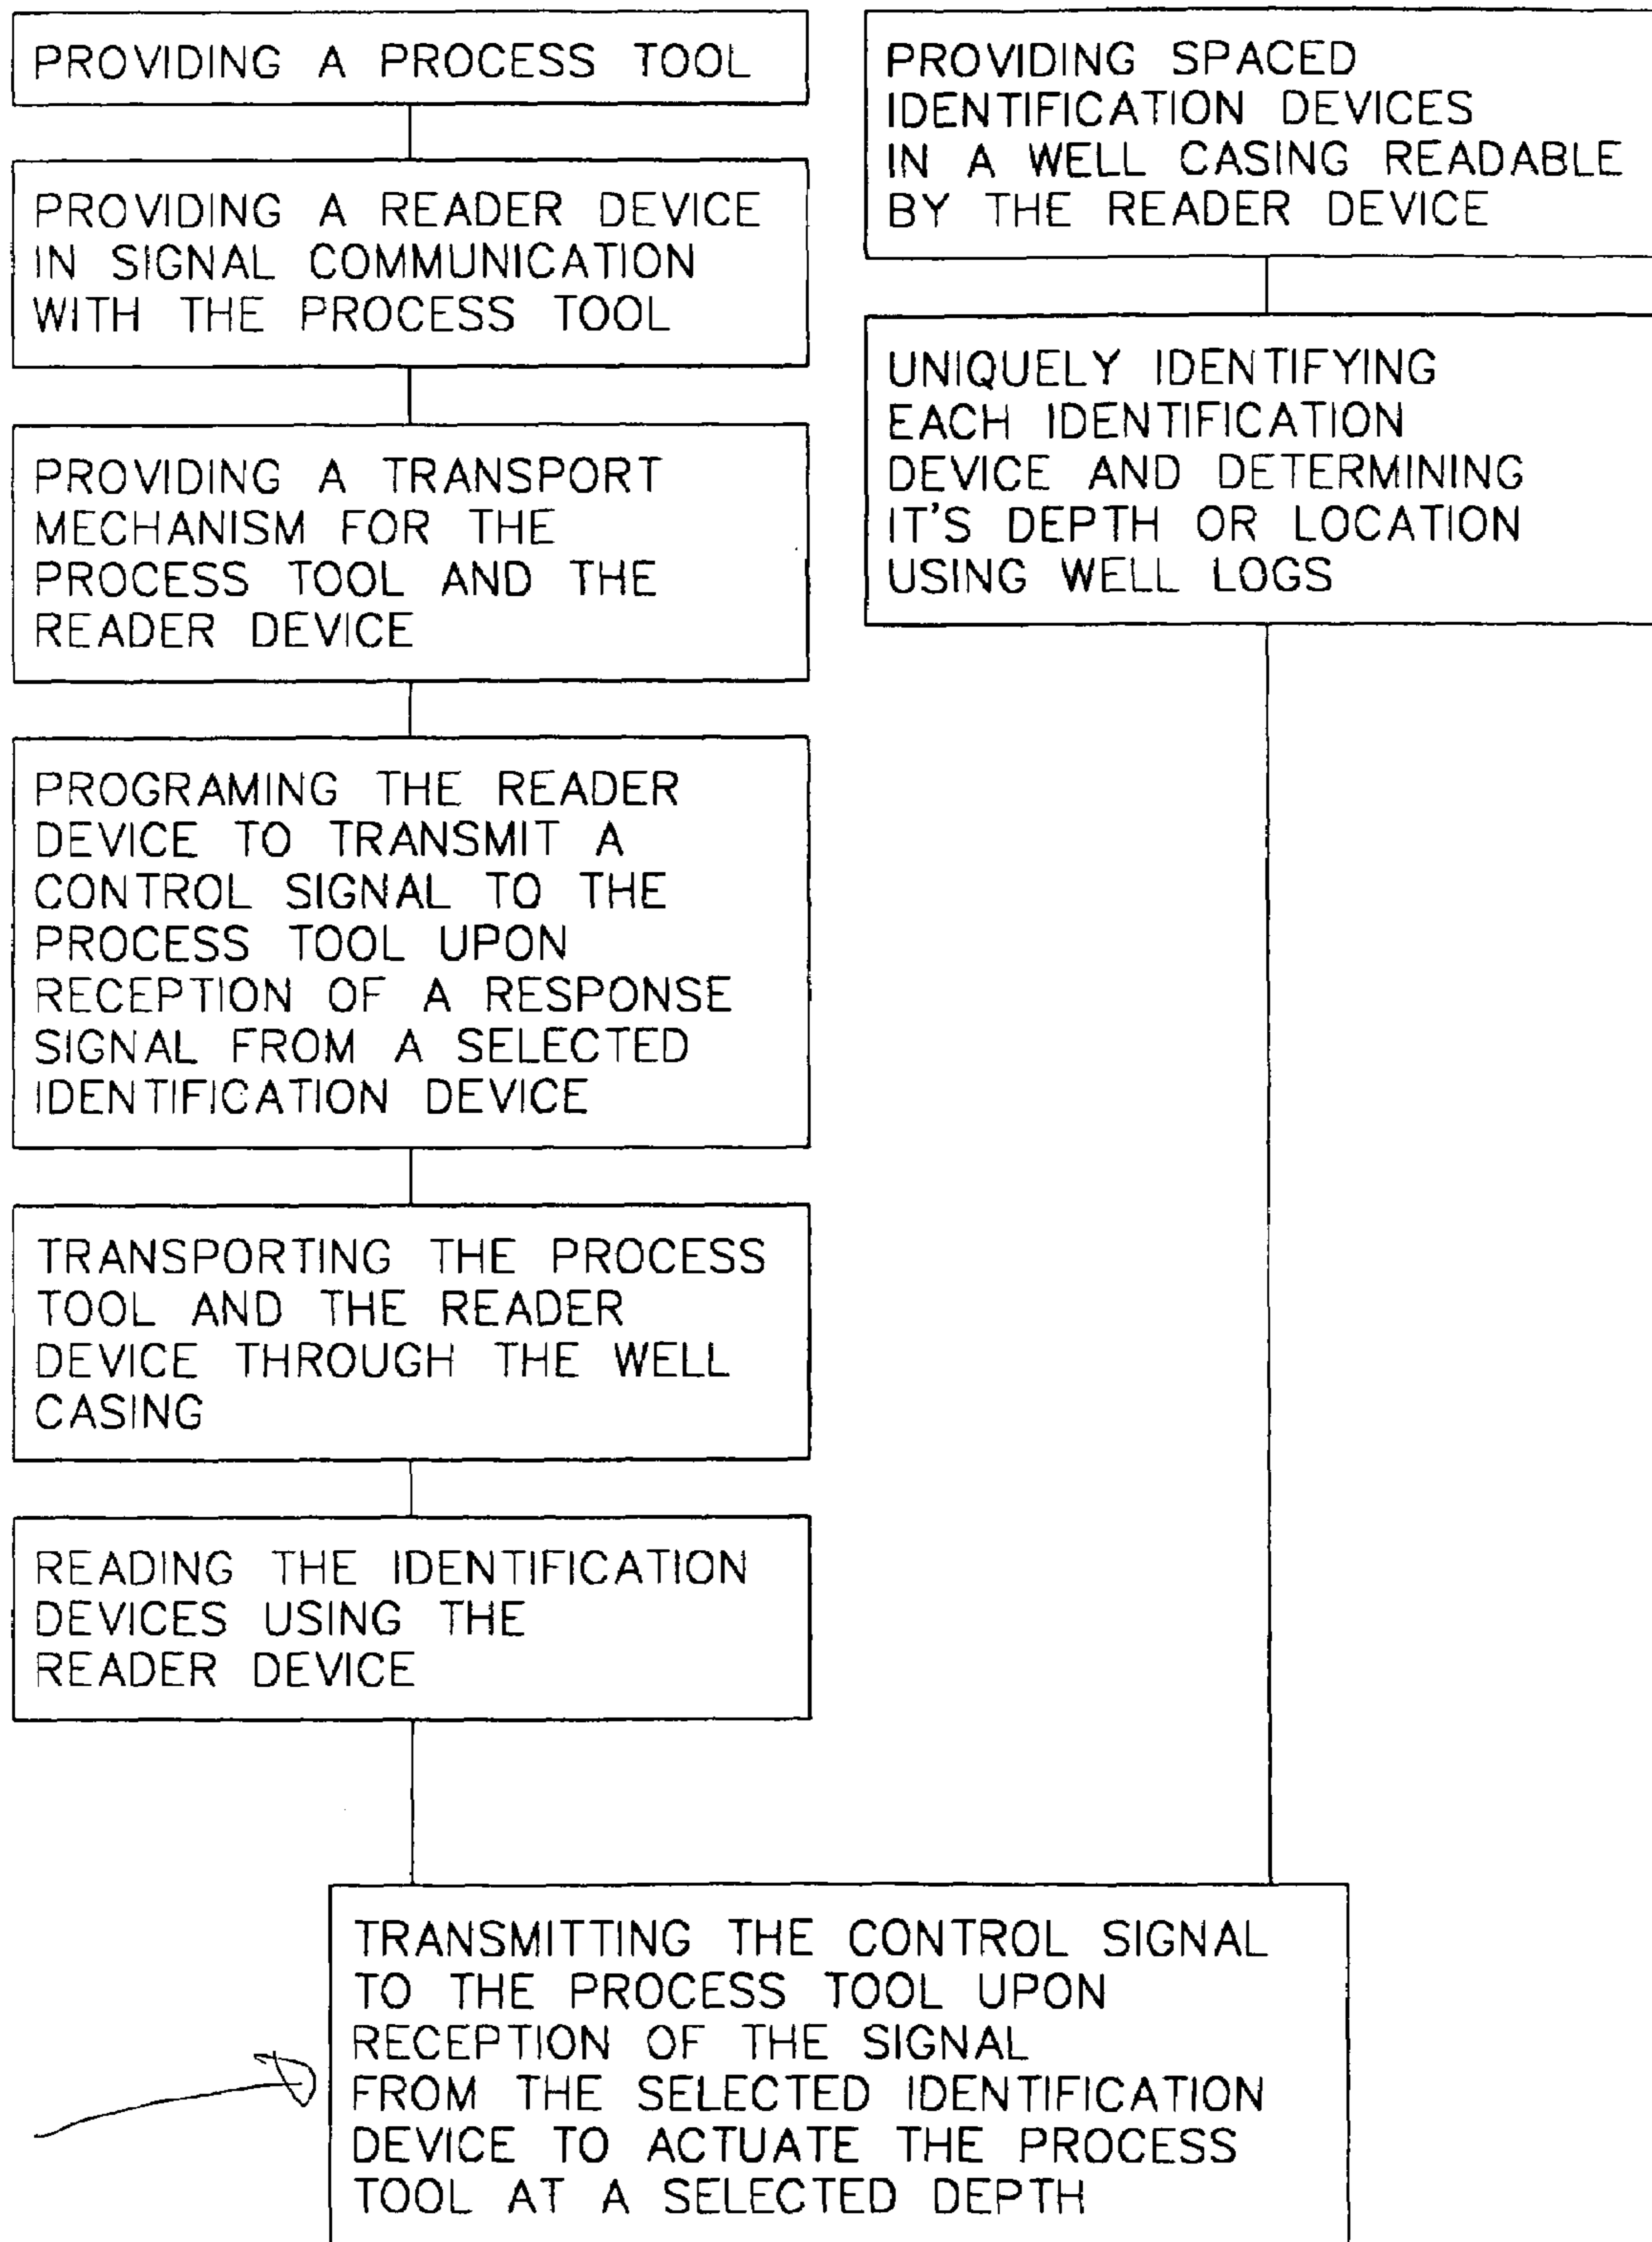 PROVIDING A PROCESS TOOL
PROVIDING A READER DEVICE
IN SIGNAL COMMUNICATION
WITH THE PROCESS TOOL
PROVIDING A TRANSPORT
MECHANISM FOR THE
PROCESS TOOL AND THE
READER DEVICE
PROGRAMING THE READER
DEVICE TO TRANSMIT A
CONTROL SIGNAL TO THE
PROCESS TOOL UPON
RECEPTION OF A RESPONSE
SIGNAL FROM A SELECTED
IDENTIFICATION DEVICE
TRANSPORTING THE PROCESS
TOOL AND THE READER
DEVICE THROUGH THE WELL
CASING
READING THE IDENTIFICATION
DEVICES USING THE
READER DEVICE
PROVIDING SPACED
IDENTIFICATION DEVICES
IN A WELL CASING READABLE
BY THE READER DEVICE
UNIQUELY IDENTIFYING
EACH IDENTIFICATION
DEVICE AND DETERMINING
IT'S DEPTH OR LOCATION
USING WELL LOGS
TRANSMITTING THE CONTROL SIGNAL
TO THE PROCESS TOOL UPON
RECEPTION OF THE SIGNAL
FROM THE SELECTED IDENTIFICATION
DEVICE TO ACTUATE THE PROCESS
TOOL AT A SELECTED DEPTH